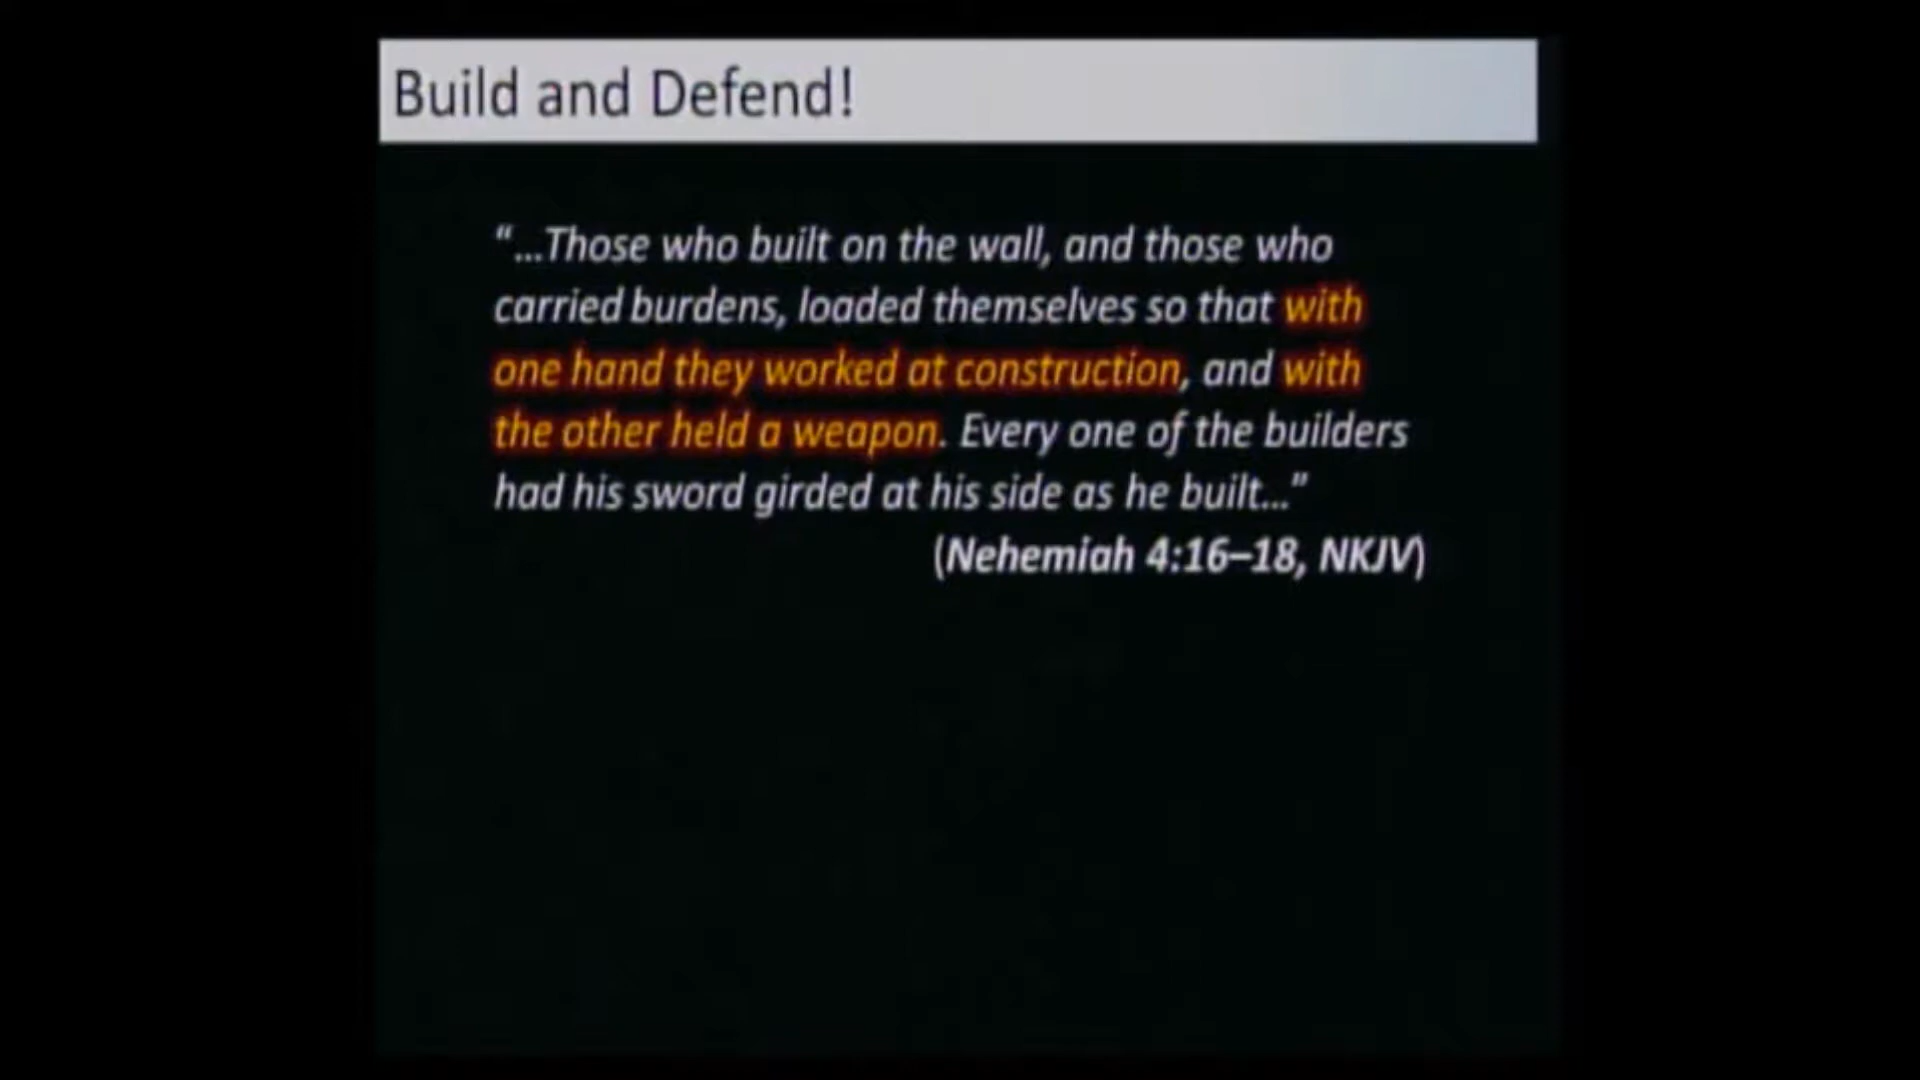 Build and Defend!
“...Those who built on the wall, and those who
carried burdens, loaded themselves so that with
one hand they worked at construction, and with
the other held a weapon. Every one of the builders
had his sword girded at his side as he built...”
(Nehemiah 4:16–18, NKJV)